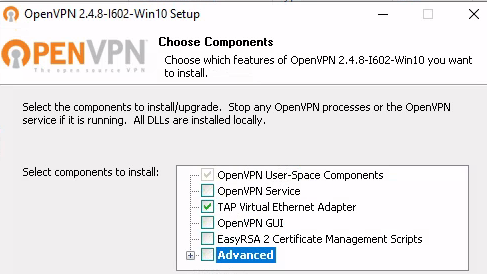 OpenVPN 2.4.8-I602-Win10 Setup
OPENVPN
The open source VPN
Choose Components
Choose which features of OpenVPN 2.4.8-I602-Win10 you want
to install.
Select the components to install/upgrade. Stop any OpenVPN processes or the OpenVPN
service if it is running. All DLLs are installed locally.
Select components to install:
OpenVPN User-Space Components
OpenVPN Service
TAP Virtual Ethernet Adapter
OpenVPN GUI
EasyRSA 2 Certificate Management Scripts
Advanced